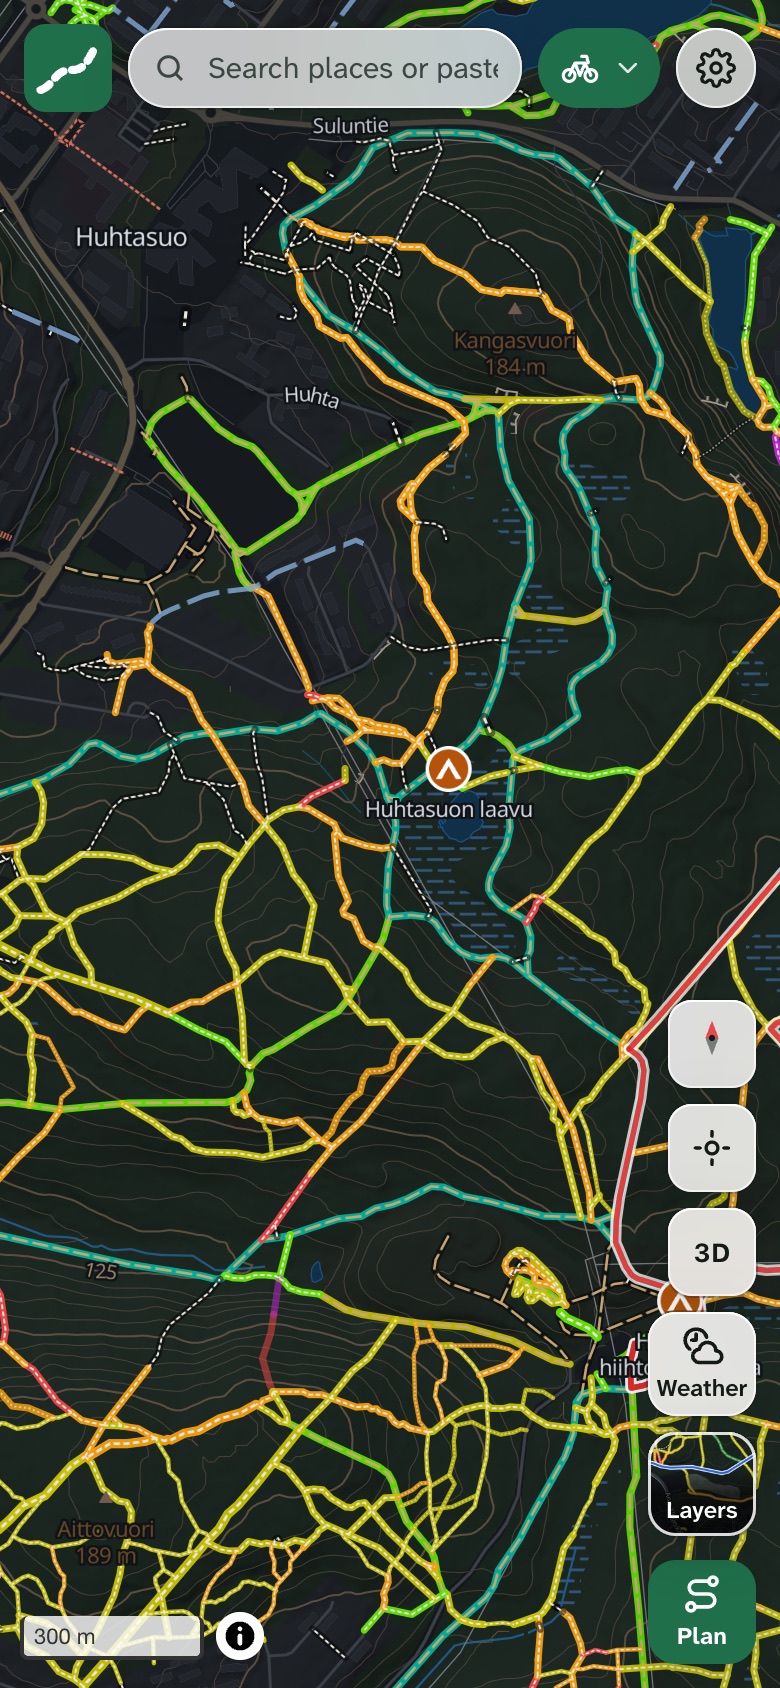 Search places or paste
Suluntie
Huhtasuo
Kangasvuori
184 m
Huhta
Huhtasuon laavu
3D
125
Weather
Layers
Aittovuori
189 m
Plan
300 m